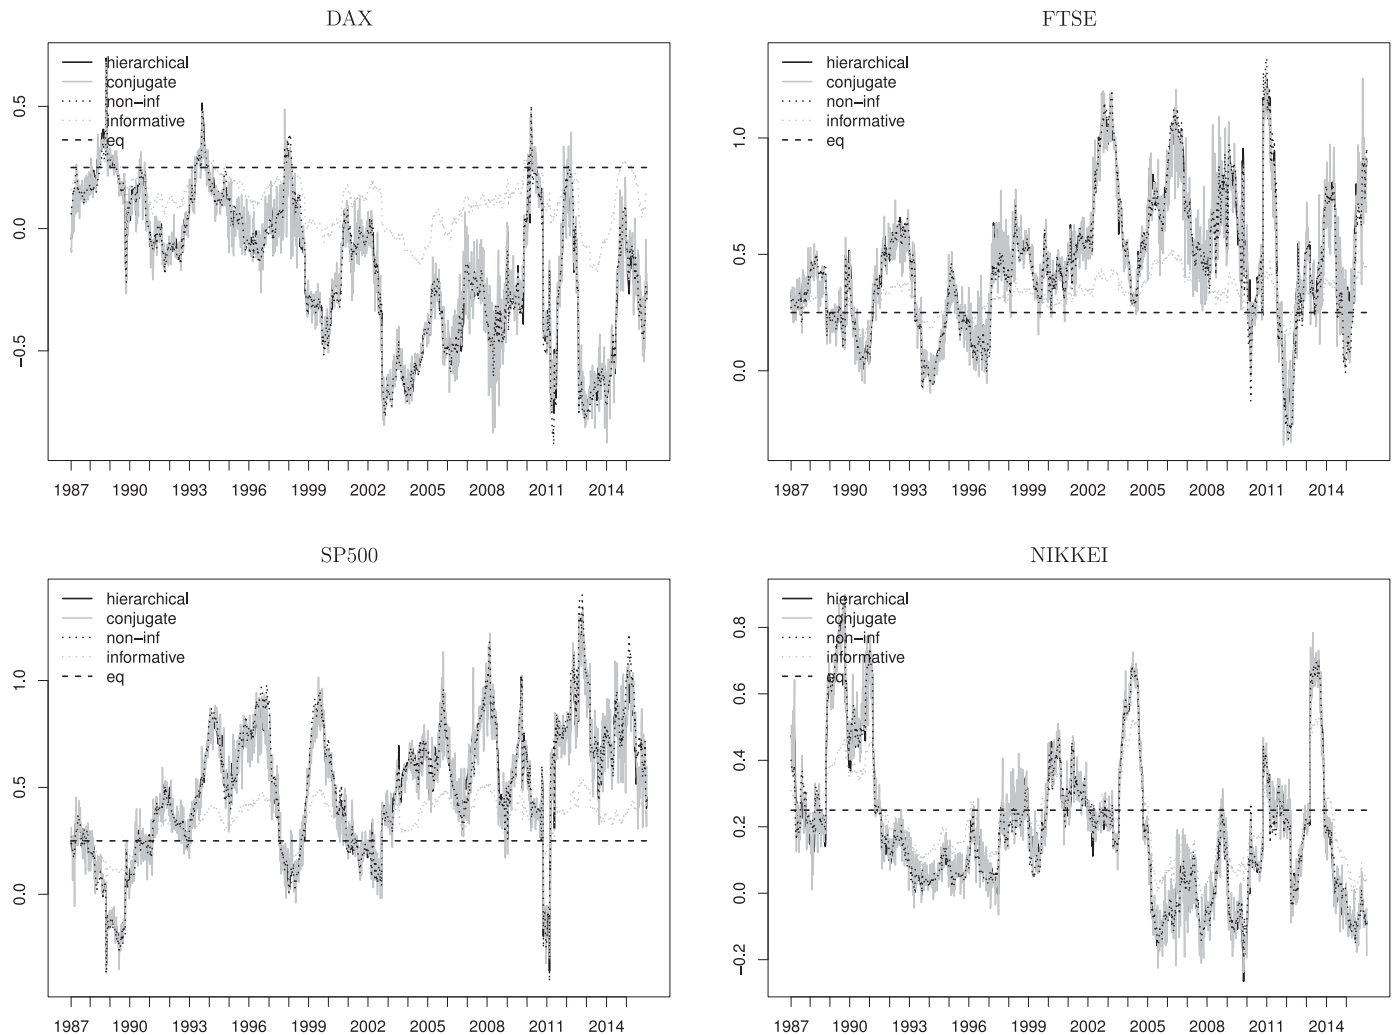 DAX
hierarchical
conjugate
non−inf
informative
eq
0.5
0.0
−0.5
1987 1990 1993 1996 1999 2002 2005 2008 2011 2014
FTSE
hierarchical
conjugate
non−inf
informative
eq
1.0
0.5
0.0
1987 1990 1993 1996 1999 2002 2005 2008 2011 2014
SP500
hierarchical
conjugate
non−inf
informative
eq
1.0
0.5
0.0
1987 1990 1993 1996 1999 2002 2005 2008 2011 2014
NIKKEI
hierarchical
conjugate
non−inf
informative
eq
0.8
0.6
0.4
0.2
0.0
−0.2
1987 1990 1993 1996 1999 2002 2005 2008 2011 2014